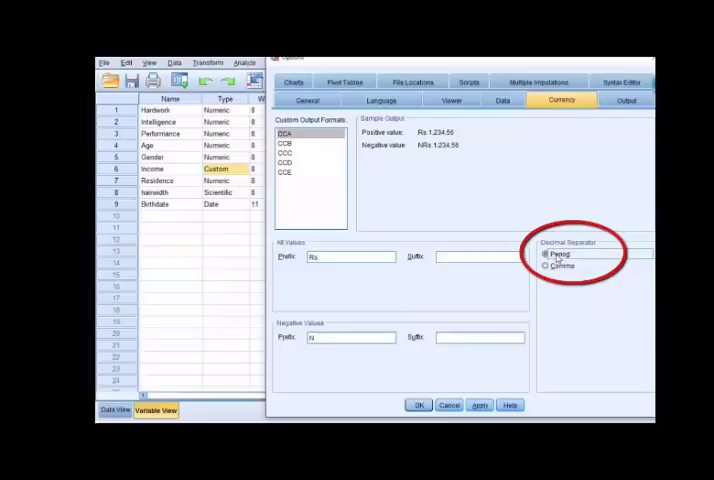 Options
File Edit View Data Transform Analyze
Charts Pivot Tables File Locations Scripts Multiple Imputations Syntax Editor
General Language Viewer Data Currency Output
Name Type W
1 Hardwork Numeric 8
2 Intelligence Numeric 8
3 Performance Numeric 8
4 Age Numeric 8
5 Gender Numeric 8
6 Income Custom 8
7 Residence Numeric 8
8 hairwidth Scientific 8
9 Birthdate Date 11
10
11
12
13
14
15
16
17
18
19
20
21
22
23
24
Custom Output Formats:
CCA
CCB
CCC
CCD
CCE
Sample Output
Positive value: Rs.1,234.56
Negative value NRs.1,234.56
All Values
Prefix: Rs. Suffix:
Decimal Separator
Period
Comma
Negative Values
Prefix: N Suffix:
OK Cancel Apply Help
Data View Variable View